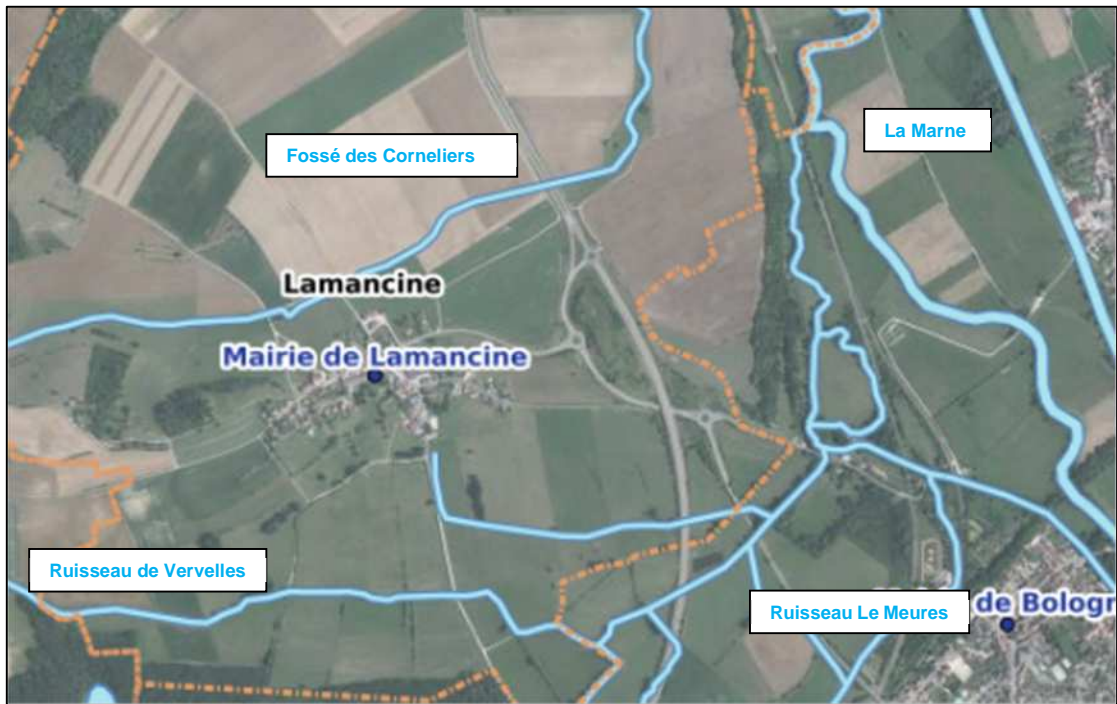 La Marne
Fossé des Corneliers
Lamancine
Mairie de Lamancine
Ruisseau de Vervelles
Ruisseau Le Meures
de Bologn